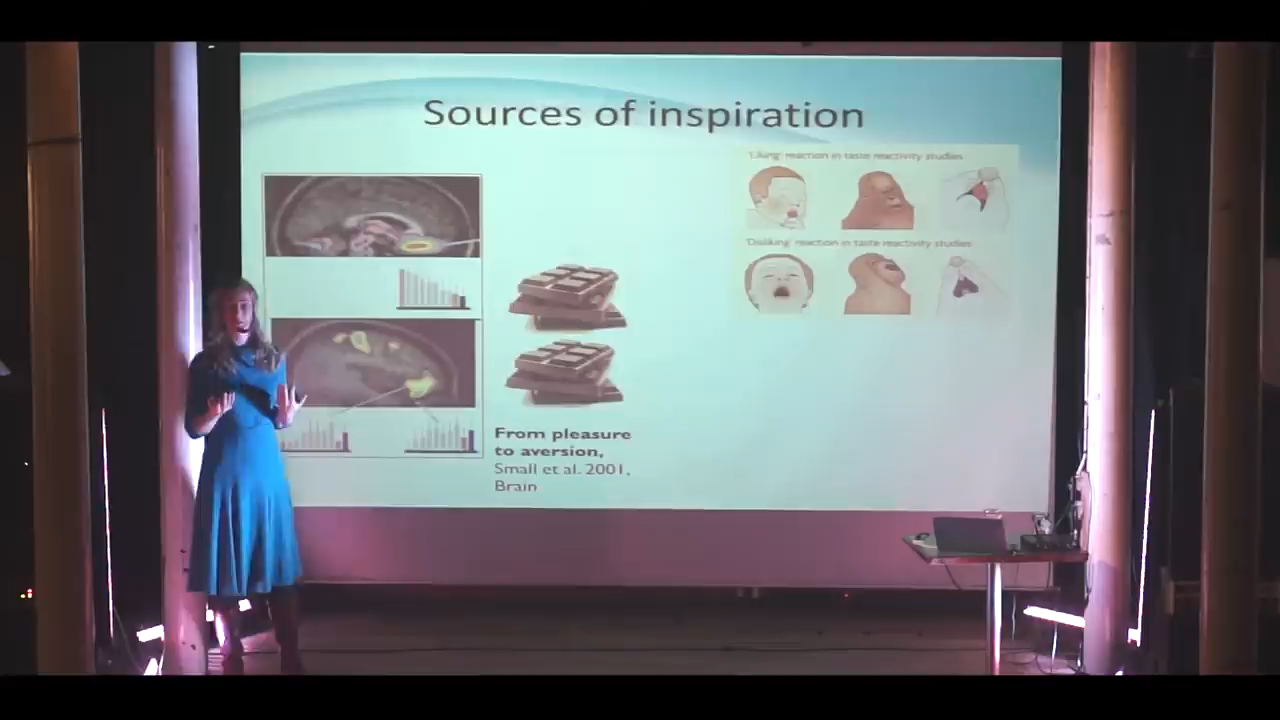 Sources of inspiration
'Liking' reaction in taste reactivity studies
'Disliking' reaction in taste reactivity studies
From pleasure
to aversion,
Small et al. 2001,
Brain